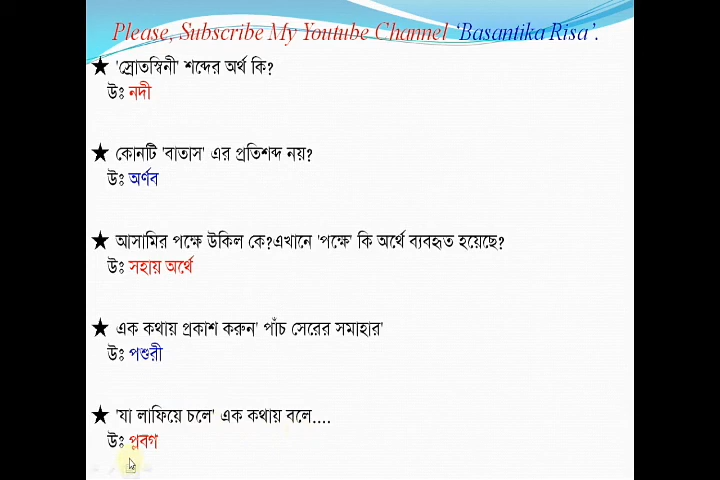 Please, Subscribe My Youtube Channel ‘Basantika Risa’.
★ 'স্রোতস্বিনী' শব্দের অর্থ কি?
উঃ নদী
★ কোনটি 'বাতাস' এর প্রতিশব্দ নয়?
উঃ অর্ণব
★ আসামির পক্ষে উকিল কে?এখানে 'পক্ষে' কি অর্থে ব্যবহৃত হয়েছে?
উঃ সহায় অর্থে
★ এক কথায় প্রকাশ করুন' পাঁচ সেরের সমাহার'
উঃ পশুরী
★ 'যা লাফিয়ে চলে' এক কথায় বলে....
উঃ প্লবগ